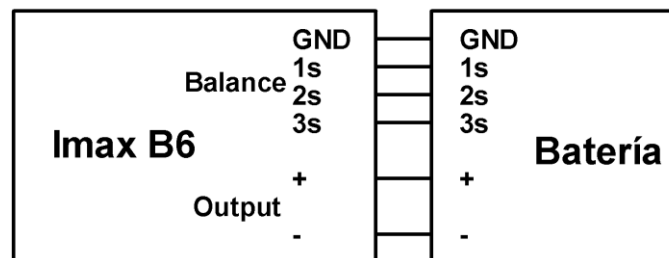 GND GND
1s 1s
Balance
2s 2s
3s 3s
Imax B6 Batería
+ +
Output
- -